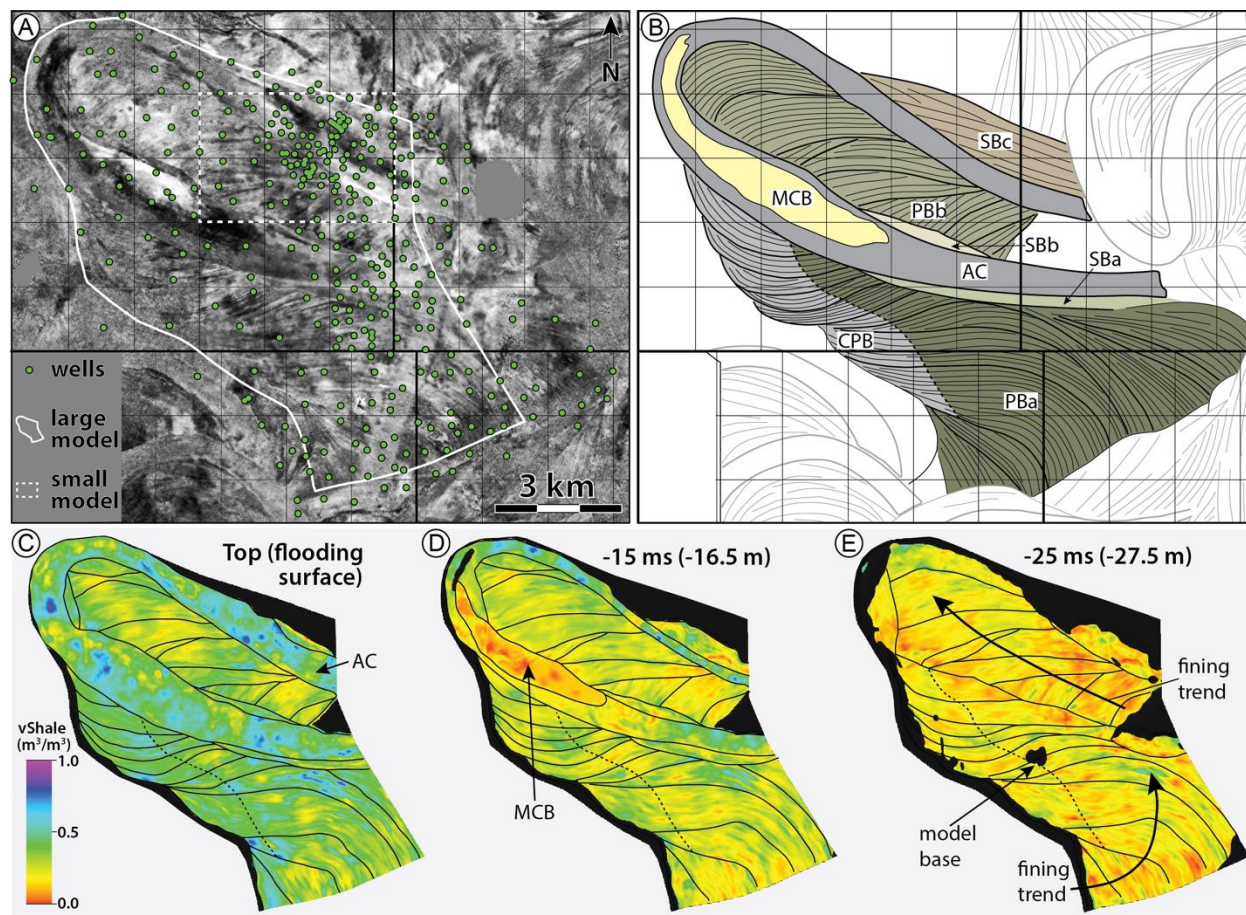 A
N
wells
large
model
small
model
3 km
B
SBc
MCB
PBb
SBb
SBa
AC
CPB
PBa
C
Top (flooding
surface)
AC
vShale
(m³/m³)
1.0
0.5
0.0
D
-15 ms (-16.5 m)
MCB
E
-25 ms (-27.5 m)
fining
trend
model
base
fining
trend